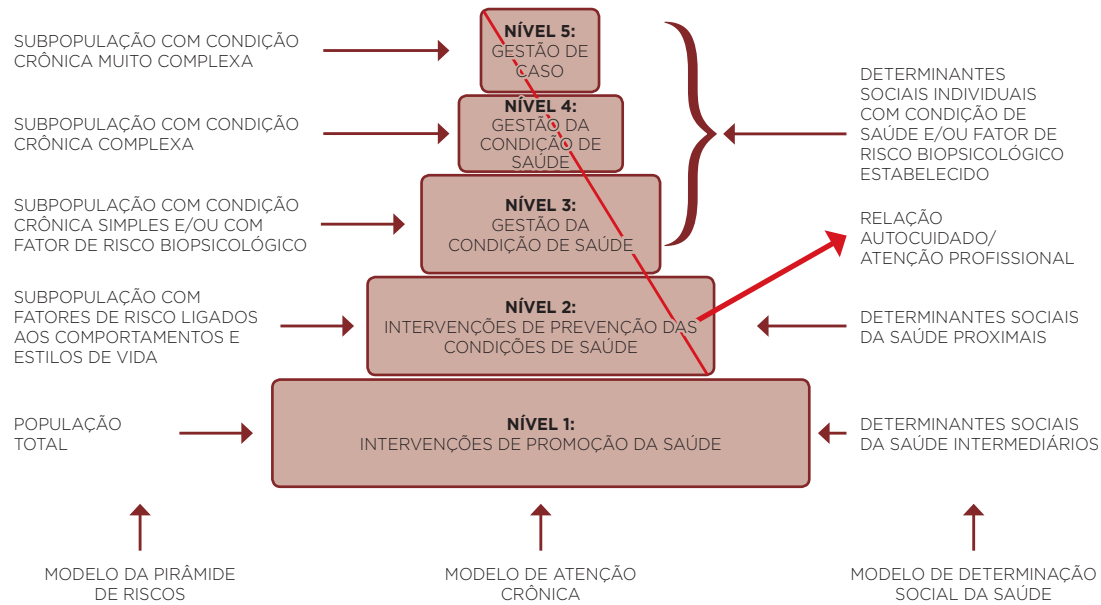 SUBPOPULAÇÃO COM CONDIÇÃO
CRÔNICA MUITO COMPLEXA
SUBPOPULAÇÃO COM CONDIÇÃO
CRÔNICA COMPLEXA
SUBPOPULAÇÃO COM CONDIÇÃO
CRÔNICA SIMPLES E/OU COM
FATOR DE RISCO BIOPSICOLÓGICO
SUBPOPULAÇÃO COM
FATORES DE RISCO LIGADOS
AOS COMPORTAMENTOS E
ESTILOS DE VIDA
POPULAÇÃO
TOTAL
MODELO DA PIRÂMIDE
DE RISCOS
NÍVEL 5:
GESTÃO DE
CASO
NÍVEL 4:
GESTÃO DA
CONDIÇÃO DE
SAÚDE
NÍVEL 3:
GESTÃO DA
CONDIÇÃO DE SAÚDE
NÍVEL 2:
INTERVENÇÕES DE PREVENÇÃO DAS
CONDIÇÕES DE SAÚDE
NÍVEL 1:
INTERVENÇÕES DE PROMOÇÃO DA SAÚDE
MODELO DE ATENÇÃO
CRÔNICA
DETERMINANTES
SOCIAIS INDIVIDUAIS
COM CONDIÇÃO DE
SAÚDE E/OU FATOR DE
RISCO BIOPSICOLÓGICO
ESTABELECIDO
RELAÇÃO
AUTOCUIDADO/
ATENÇÃO PROFISSIONAL
DETERMINANTES SOCIAIS
DA SAÚDE PROXIMAIS
DETERMINANTES SOCIAIS
DA SAÚDE INTERMEDIÁRIOS
MODELO DE DETERMINAÇÃO
SOCIAL DA SAÚDE